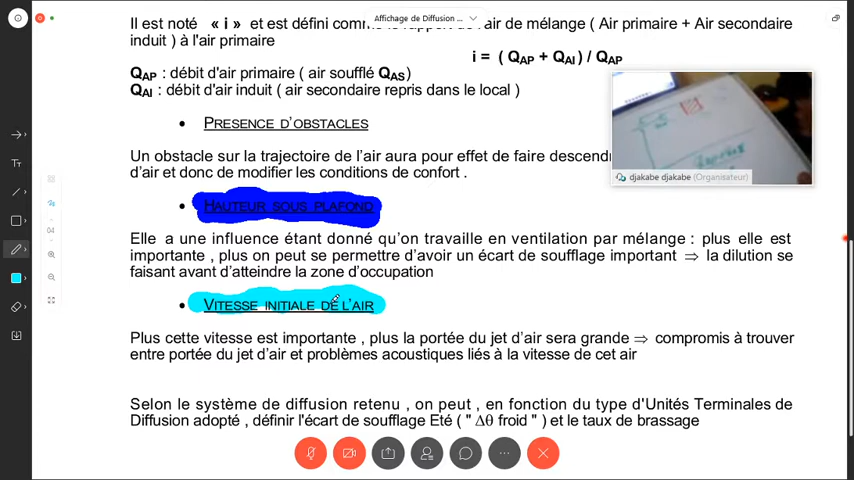 Affichage de Diffusion ...
Il est noté « i » et est défini comme le rapport de l'air de mélange ( Air primaire + Air secondaire
induit ) à l'air primaire
i = ( QAP + QAI ) / QAP
QAP : débit d'air primaire ( air soufflé QAS)
QAI : débit d'air induit ( air secondaire repris dans le local )
• PRESENCE D'OBSTACLES
Un obstacle sur la trajectoire de l'air aura pour effet de faire descend
d'air et donc de modifier les conditions de confort .
djakabe djakabe (Organisateur)
• HAUTEUR SOUS PLAFOND
Elle a une influence étant donné qu'on travaille en ventilation par mélange : plus elle est
importante , plus on peut se permettre d'avoir un écart de soufflage important ⇒ la dilution se
faisant avant d'atteindre la zone d'occupation
• VITESSE INITIALE DE L'AIR
Plus cette vitesse est importante , plus la portée du jet d'air sera grande ⇒ compromis à trouver
entre portée du jet d'air et problèmes acoustiques liés à la vitesse de cet air
Selon le système de diffusion retenu , on peut , en fonction du type d'Unités Terminales de
Diffusion adopté , définir l'écart de soufflage Eté ( " Δθ froid " ) et le taux de brassage